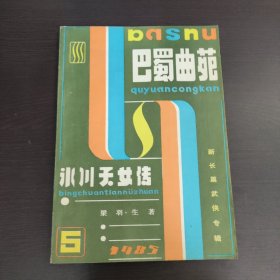 bashu
巴蜀曲苑
quyuancongkan
冰川天女传
bingchuantiannüzhuan
梁羽·生 著
新长篇武侠专辑
5
1985